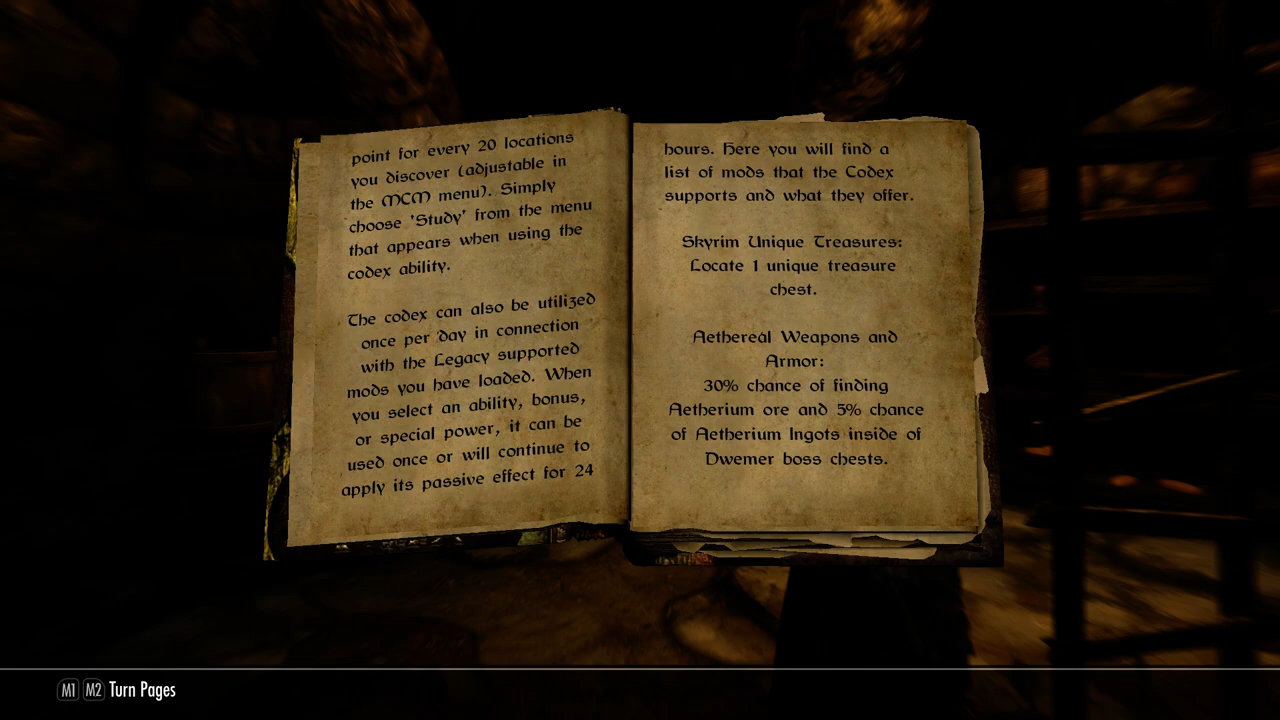 point for every 20 locations
you discover (adjustable in
the MCM menu). Simply
choose 'Study' from the menu
that appears when using the
codex ability.
The codex can also be utilized
once per day in connection
with the Legacy supported
mods you have loaded. When
you select an ability, bonus,
or special power, it can be
used once or will continue to
apply its passive effect for 24
hours. Here you will find a
list of mods that the Codex
supports and what they offer.
Skyrim Unique Treasures:
Locate 1 unique treasure
chest.
Aethereal Weapons and
Armor:
30% chance of finding
Aetherium ore and 5% chance
of Aetherium Ingots inside of
Dwemer boss chests.
M1 M2 Turn Pages